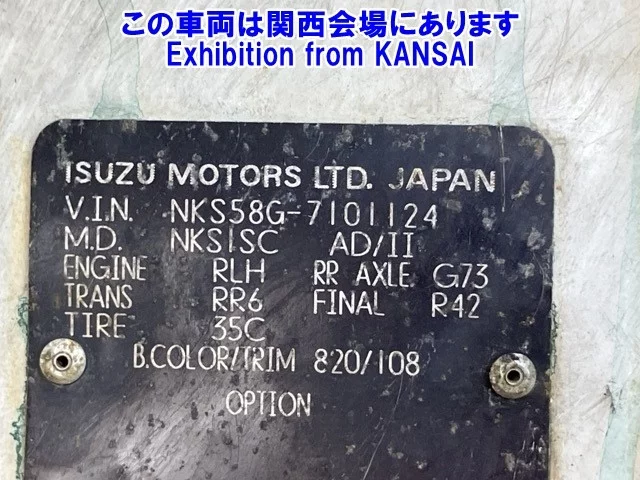 この車両は関西会場にあります
Exhibition from KANSAI
ISUZU MOTORS LTD. JAPAN
V.I.N. NKS58G-7101124
M.D. NKS1SC AD/II
ENGINE RLH RR AXLE G73
TRANS RR6 FINAL R42
TIRE 35C
B.COLOR/TRIM 820/108
OPTION